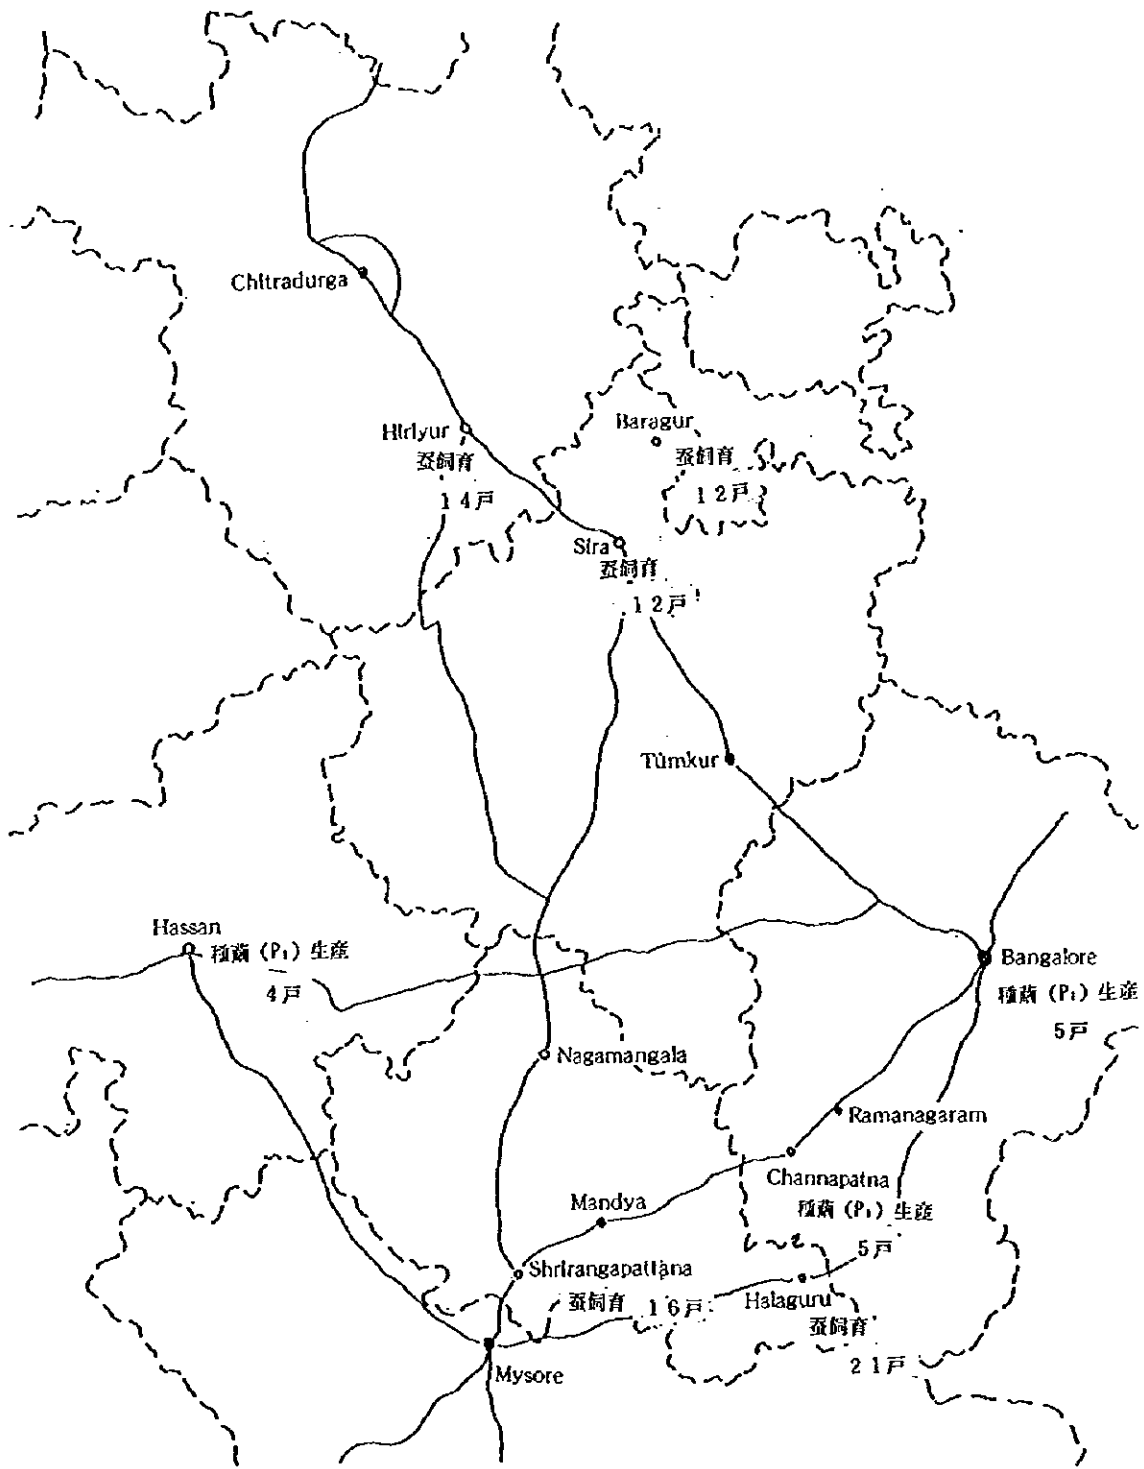 Chitradurga
Hiriyur
蚕飼育
14戸
Baragur
蚕飼育
12戸
Sira
蚕飼育
12戸
Tumkur
Hassan
種繭（P₁）生産
4戸
Bangalore
種繭（P₁）生産
5戸
Nagamangala
Ramanagaram
Channapatna
種繭（P₁）生産
5戸
Mandya
Shrirangapattana
蚕飼育 16戸
Halaguru
蚕飼育
21戸
Mysore